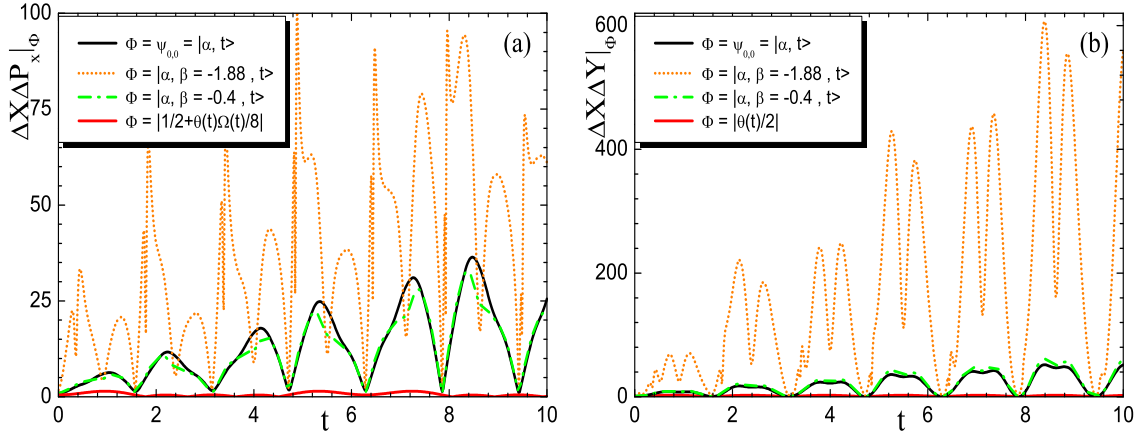 (a)
ΔXΔPₓ|_Φ
100
75
50
25
0
Φ = ψ₀,₀ = |α, t>
Φ = |α, β = -1.88 , t>
Φ = |α, β = -0.4 , t>
Φ = |1/2+θ(t)Ω(t)/8|
0 2 4 6 8 10
t
(b)
ΔXΔY|_Φ
600
400
200
0
Φ = ψ₀,₀ = |α, t>
Φ = |α, β = -1.88 , t>
Φ = |α, β = -0.4 , t>
Φ = |θ(t)/2|
0 2 4 6 8 10
t